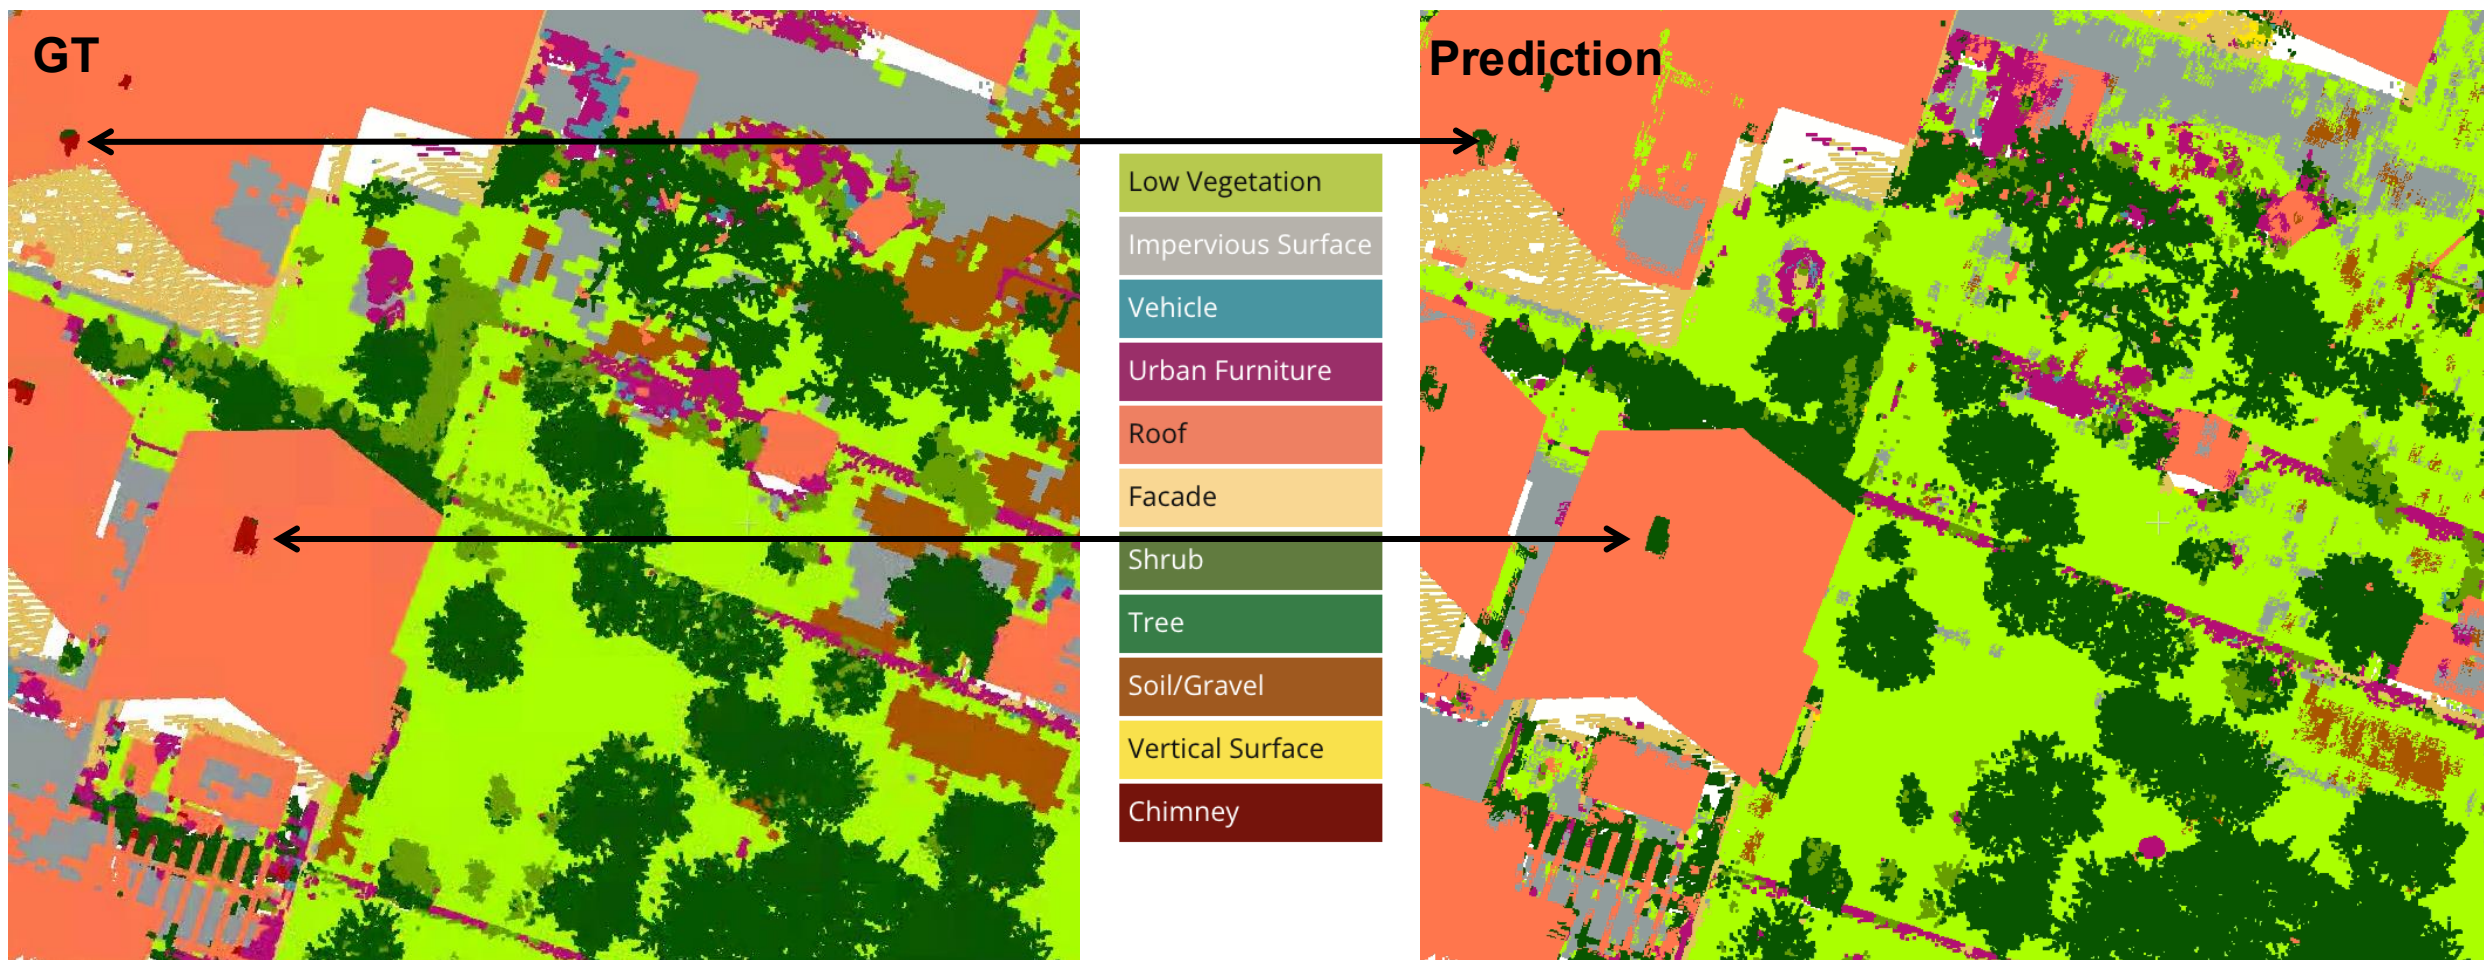 GT
Prediction
Low Vegetation
Impervious Surface
Vehicle
Urban Furniture
Roof
Facade
Shrub
Tree
Soil/Gravel
Vertical Surface
Chimney